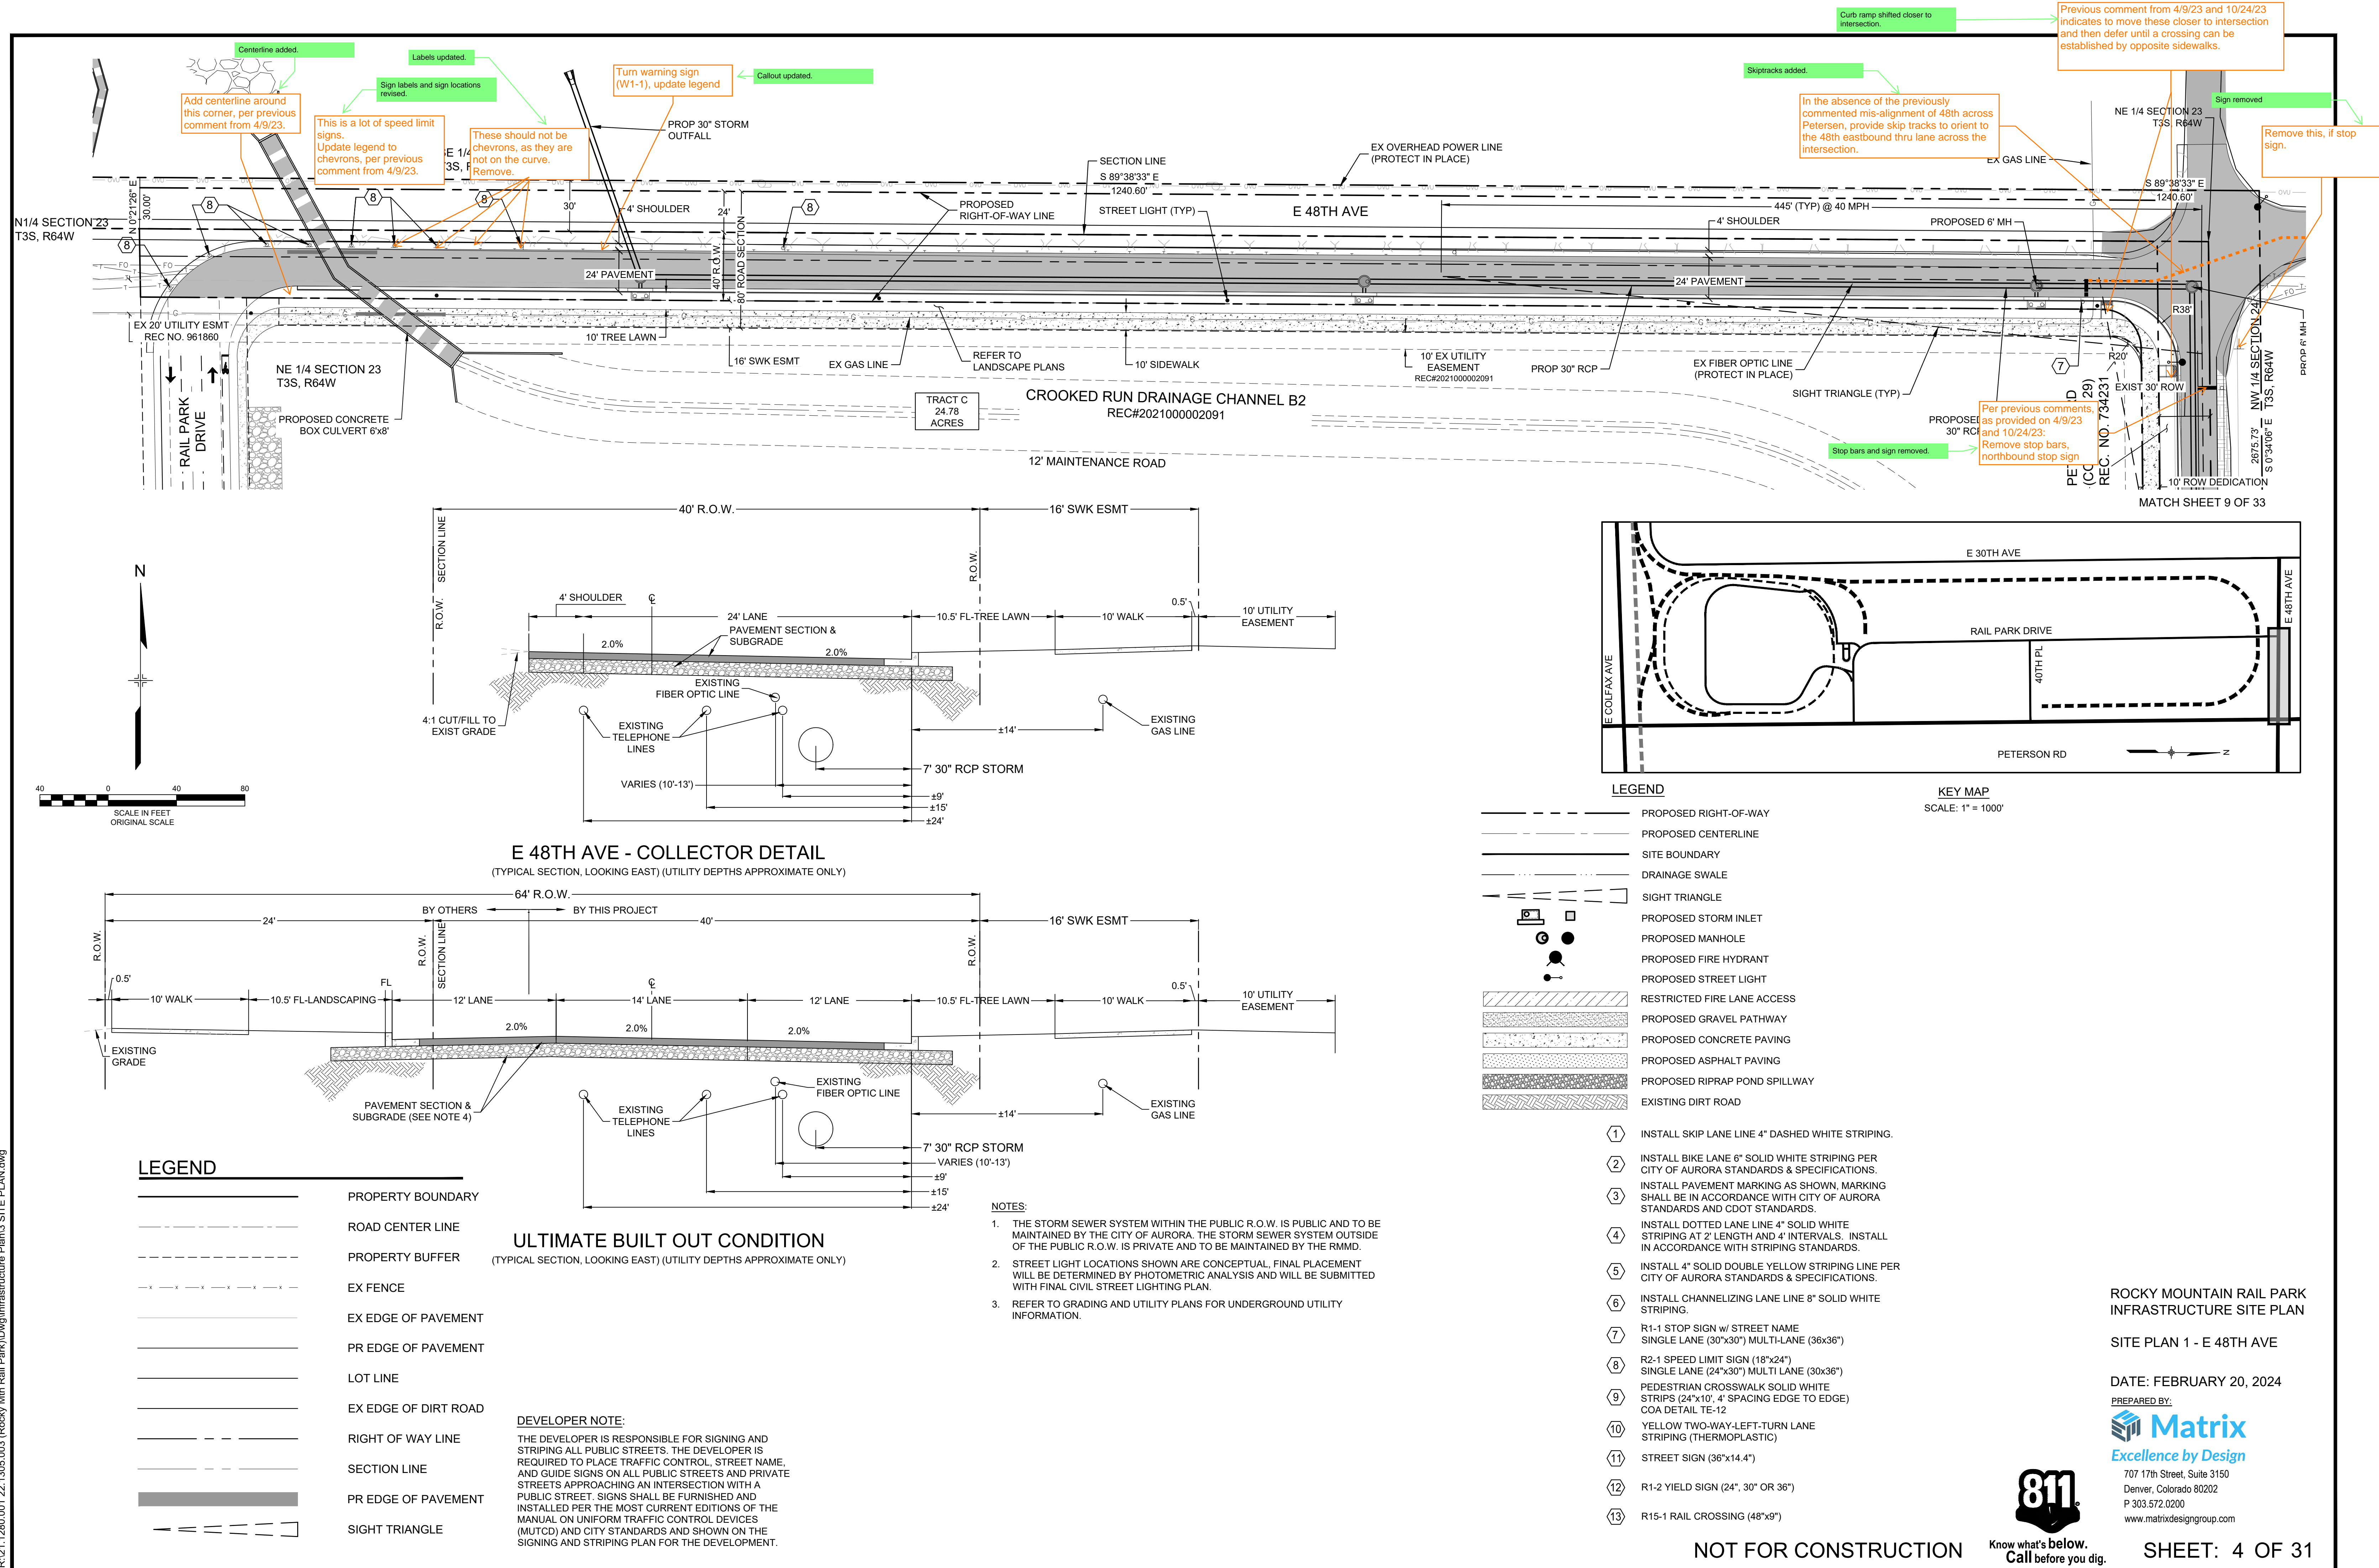 Curb ramp shifted closer to
intersection.
Previous comment from 4/9/23 and 10/24/23
indicates to move these closer to intersection
and then defer until a crossing can be
established by opposite sidewalks.
Centerline added.
Labels updated.
Sign labels and sign locations
revised.
Turn warning sign
(W1-1), update legend
Callout updated.
Skiptracks added.
Sign removed
Add centerline around
this corner, per previous
comment from 4/9/23.
This is a lot of speed limit
signs.
Update legend to
chevrons, per previous
comment from 4/9/23.
These should not be
chevrons, as they are
not on the curve.
Remove.
In the absence of the previously
commented mis-alignment of 48th across
Petersen, provide skip tracks to orient to
the 48th eastbound thru lane across the
intersection.
Remove this, if stop
sign.
PROP 30" STORM
OUTFALL
SECTION LINE
S 89°38'33" E
1240.60'
EX OVERHEAD POWER LINE
(PROTECT IN PLACE)
EX GAS LINE
NE 1/4 SECTION 23
T3S, R64W
S 89°38'33" E
1240.60'
N1/4 SECTION 23
T3S, R64W
N 0°21'26" E
30.00'
8
8
8
8
8
30'
4' SHOULDER
24'
PROPOSED
RIGHT-OF-WAY LINE
STREET LIGHT (TYP)
E 48TH AVE
445' (TYP) @ 40 MPH
4' SHOULDER
PROPOSED 6' MH
24' PAVEMENT
40' R.O.W.
80' ROAD SECTION
24' PAVEMENT
EX 20' UTILITY ESMT
REC NO. 961860
NE 1/4 SECTION 23
T3S, R64W
RAIL PARK
DRIVE
PROPOSED CONCRETE
BOX CULVERT 6'x8'
10' TREE LAWN
16' SWK ESMT
EX GAS LINE
REFER TO
LANDSCAPE PLANS
10' SIDEWALK
10' EX UTILITY
EASEMENT
REC#2021000002091
PROP 30" RCP
EX FIBER OPTIC LINE
(PROTECT IN PLACE)
SIGHT TRIANGLE (TYP)
7
R38'
R20'
EXIST 30' ROW
TRACT C
24.78
ACRES
CROOKED RUN DRAINAGE CHANNEL B2
REC#2021000002091
12' MAINTENANCE ROAD
Stop bars and sign removed.
Per previous comments,
as provided on 4/9/23
and 10/24/23:
Remove stop bars,
northbound stop sign
REC. NO. 734231
2675.73'
S 0°34'06" E
NW 1/4 SECTION 24
T3S, R64W
PROP 6' MH
10' ROW DEDICATION
MATCH SHEET 9 OF 33
N
40 0 40 80
SCALE IN FEET
ORIGINAL SCALE
40' R.O.W.
16' SWK ESMT
R.O.W.
SECTION LINE
R.O.W.
4' SHOULDER
24' LANE
10.5' FL-TREE LAWN
10' WALK
0.5'
10' UTILITY
EASEMENT
PAVEMENT SECTION &
SUBGRADE
2.0%
2.0%
EXISTING
FIBER OPTIC LINE
4:1 CUT/FILL TO
EXIST GRADE
EXISTING
TELEPHONE
LINES
EXISTING
GAS LINE
±14'
7' 30" RCP STORM
VARIES (10'-13')
±9'
±15'
±24'
E 48TH AVE - COLLECTOR DETAIL
(TYPICAL SECTION, LOOKING EAST) (UTILITY DEPTHS APPROXIMATE ONLY)
64' R.O.W.
BY OTHERS
BY THIS PROJECT
24'
40'
16' SWK ESMT
R.O.W.
R.O.W.
SECTION LINE
R.O.W.
0.5'
FL
10' WALK
10.5' FL-LANDSCAPING
12' LANE
14' LANE
12' LANE
10.5' FL-TREE LAWN
10' WALK
0.5'
10' UTILITY
EASEMENT
2.0%
2.0%
2.0%
EXISTING
GRADE
PAVEMENT SECTION &
SUBGRADE (SEE NOTE 4)
EXISTING
TELEPHONE
LINES
EXISTING
FIBER OPTIC LINE
±14'
EXISTING
GAS LINE
7' 30" RCP STORM
VARIES (10'-13')
±9'
±15'
±24'
ULTIMATE BUILT OUT CONDITION
(TYPICAL SECTION, LOOKING EAST) (UTILITY DEPTHS APPROXIMATE ONLY)
LEGEND
PROPERTY BOUNDARY
ROAD CENTER LINE
PROPERTY BUFFER
EX FENCE
EX EDGE OF PAVEMENT
PR EDGE OF PAVEMENT
LOT LINE
EX EDGE OF DIRT ROAD
RIGHT OF WAY LINE
SECTION LINE
PR EDGE OF PAVEMENT
SIGHT TRIANGLE
DEVELOPER NOTE:
THE DEVELOPER IS RESPONSIBLE FOR SIGNING AND
STRIPING ALL PUBLIC STREETS. THE DEVELOPER IS
REQUIRED TO PLACE TRAFFIC CONTROL, STREET NAME,
AND GUIDE SIGNS ON ALL PUBLIC STREETS AND PRIVATE
STREETS APPROACHING AN INTERSECTION WITH A
PUBLIC STREET. SIGNS SHALL BE FURNISHED AND
INSTALLED PER THE MOST CURRENT EDITIONS OF THE
MANUAL ON UNIFORM TRAFFIC CONTROL DEVICES
(MUTCD) AND CITY STANDARDS AND SHOWN ON THE
SIGNING AND STRIPING PLAN FOR THE DEVELOPMENT.
NOTES:
1. THE STORM SEWER SYSTEM WITHIN THE PUBLIC R.O.W. IS PUBLIC AND TO BE
MAINTAINED BY THE CITY OF AURORA. THE STORM SEWER SYSTEM OUTSIDE
OF THE PUBLIC R.O.W. IS PRIVATE AND TO BE MAINTAINED BY THE RMMD.
2. STREET LIGHT LOCATIONS SHOWN ARE CONCEPTUAL, FINAL PLACEMENT
WILL BE DETERMINED BY PHOTOMETRIC ANALYSIS AND WILL BE SUBMITTED
WITH FINAL CIVIL STREET LIGHTING PLAN.
3. REFER TO GRADING AND UTILITY PLANS FOR UNDERGROUND UTILITY
INFORMATION.
E 30TH AVE
E 48TH AVE
RAIL PARK DRIVE
40TH PL
E COLFAX AVE
PETERSON RD
N
KEY MAP
SCALE: 1" = 1000'
LEGEND
PROPOSED RIGHT-OF-WAY
PROPOSED CENTERLINE
SITE BOUNDARY
DRAINAGE SWALE
SIGHT TRIANGLE
PROPOSED STORM INLET
PROPOSED MANHOLE
PROPOSED FIRE HYDRANT
PROPOSED STREET LIGHT
RESTRICTED FIRE LANE ACCESS
PROPOSED GRAVEL PATHWAY
PROPOSED CONCRETE PAVING
PROPOSED ASPHALT PAVING
PROPOSED RIPRAP POND SPILLWAY
EXISTING DIRT ROAD
1 INSTALL SKIP LANE LINE 4" DASHED WHITE STRIPING.
2 INSTALL BIKE LANE 6" SOLID WHITE STRIPING PER
CITY OF AURORA STANDARDS & SPECIFICATIONS.
3 INSTALL PAVEMENT MARKING AS SHOWN, MARKING
SHALL BE IN ACCORDANCE WITH CITY OF AURORA
STANDARDS AND CDOT STANDARDS.
4 INSTALL DOTTED LANE LINE 4" SOLID WHITE
STRIPING AT 2' LENGTH AND 4' INTERVALS. INSTALL
IN ACCORDANCE WITH STRIPING STANDARDS.
5 INSTALL 4" SOLID DOUBLE YELLOW STRIPING LINE PER
CITY OF AURORA STANDARDS & SPECIFICATIONS.
6 INSTALL CHANNELIZING LANE LINE 8" SOLID WHITE
STRIPING.
7 R1-1 STOP SIGN w/ STREET NAME
SINGLE LANE (30"x30") MULTI-LANE (36x36")
8 R2-1 SPEED LIMIT SIGN (18"x24")
SINGLE LANE (24"x30") MULTI LANE (30x36")
9 PEDESTRIAN CROSSWALK SOLID WHITE
STRIPS (24"x10', 4' SPACING EDGE TO EDGE)
COA DETAIL TE-12
10 YELLOW TWO-WAY-LEFT-TURN LANE
STRIPING (THERMOPLASTIC)
11 STREET SIGN (36"x14.4")
12 R1-2 YIELD SIGN (24", 30" OR 36")
13 R15-1 RAIL CROSSING (48"x9")
ROCKY MOUNTAIN RAIL PARK
INFRASTRUCTURE SITE PLAN
SITE PLAN 1 - E 48TH AVE
DATE: FEBRUARY 20, 2024
PREPARED BY:
Matrix
Excellence by Design
707 17th Street, Suite 3150
Denver, Colorado 80202
P 303.572.0200
www.matrixdesigngroup.com
811
Know what's below.
Call before you dig.
NOT FOR CONSTRUCTION
SHEET: 4 OF 31